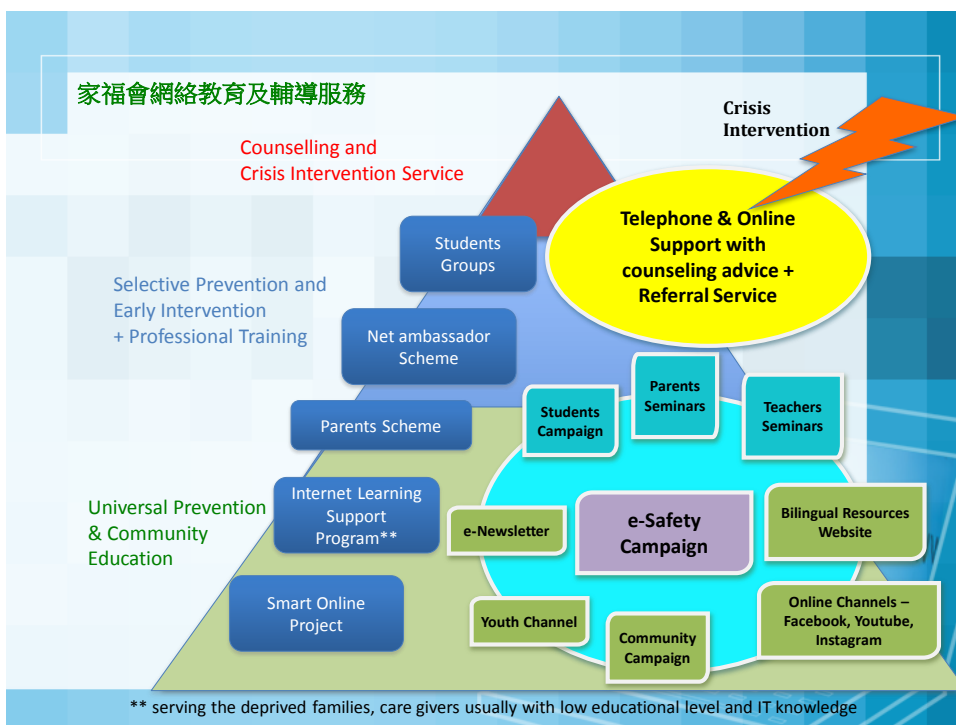 家福會網絡教育及輔導服務
Crisis
Intervention
Counselling and
Crisis Intervention Service
Telephone & Online
Support with
counseling advice +
Referral Service
Students
Groups
Selective Prevention and
Early Intervention
+ Professional Training
Net ambassador
Scheme
Parents
Seminars
Students
Campaign
Teachers
Seminars
Parents Scheme
Universal Prevention
& Community
Education
Internet Learning
Support
Program**
e-Newsletter
e-Safety
Campaign
Bilingual Resources
Website
Smart Online
Project
Youth Channel
Community
Campaign
Online Channels –
Facebook, Youtube,
Instagram
** serving the deprived families, care givers usually with low educational level and IT knowledge